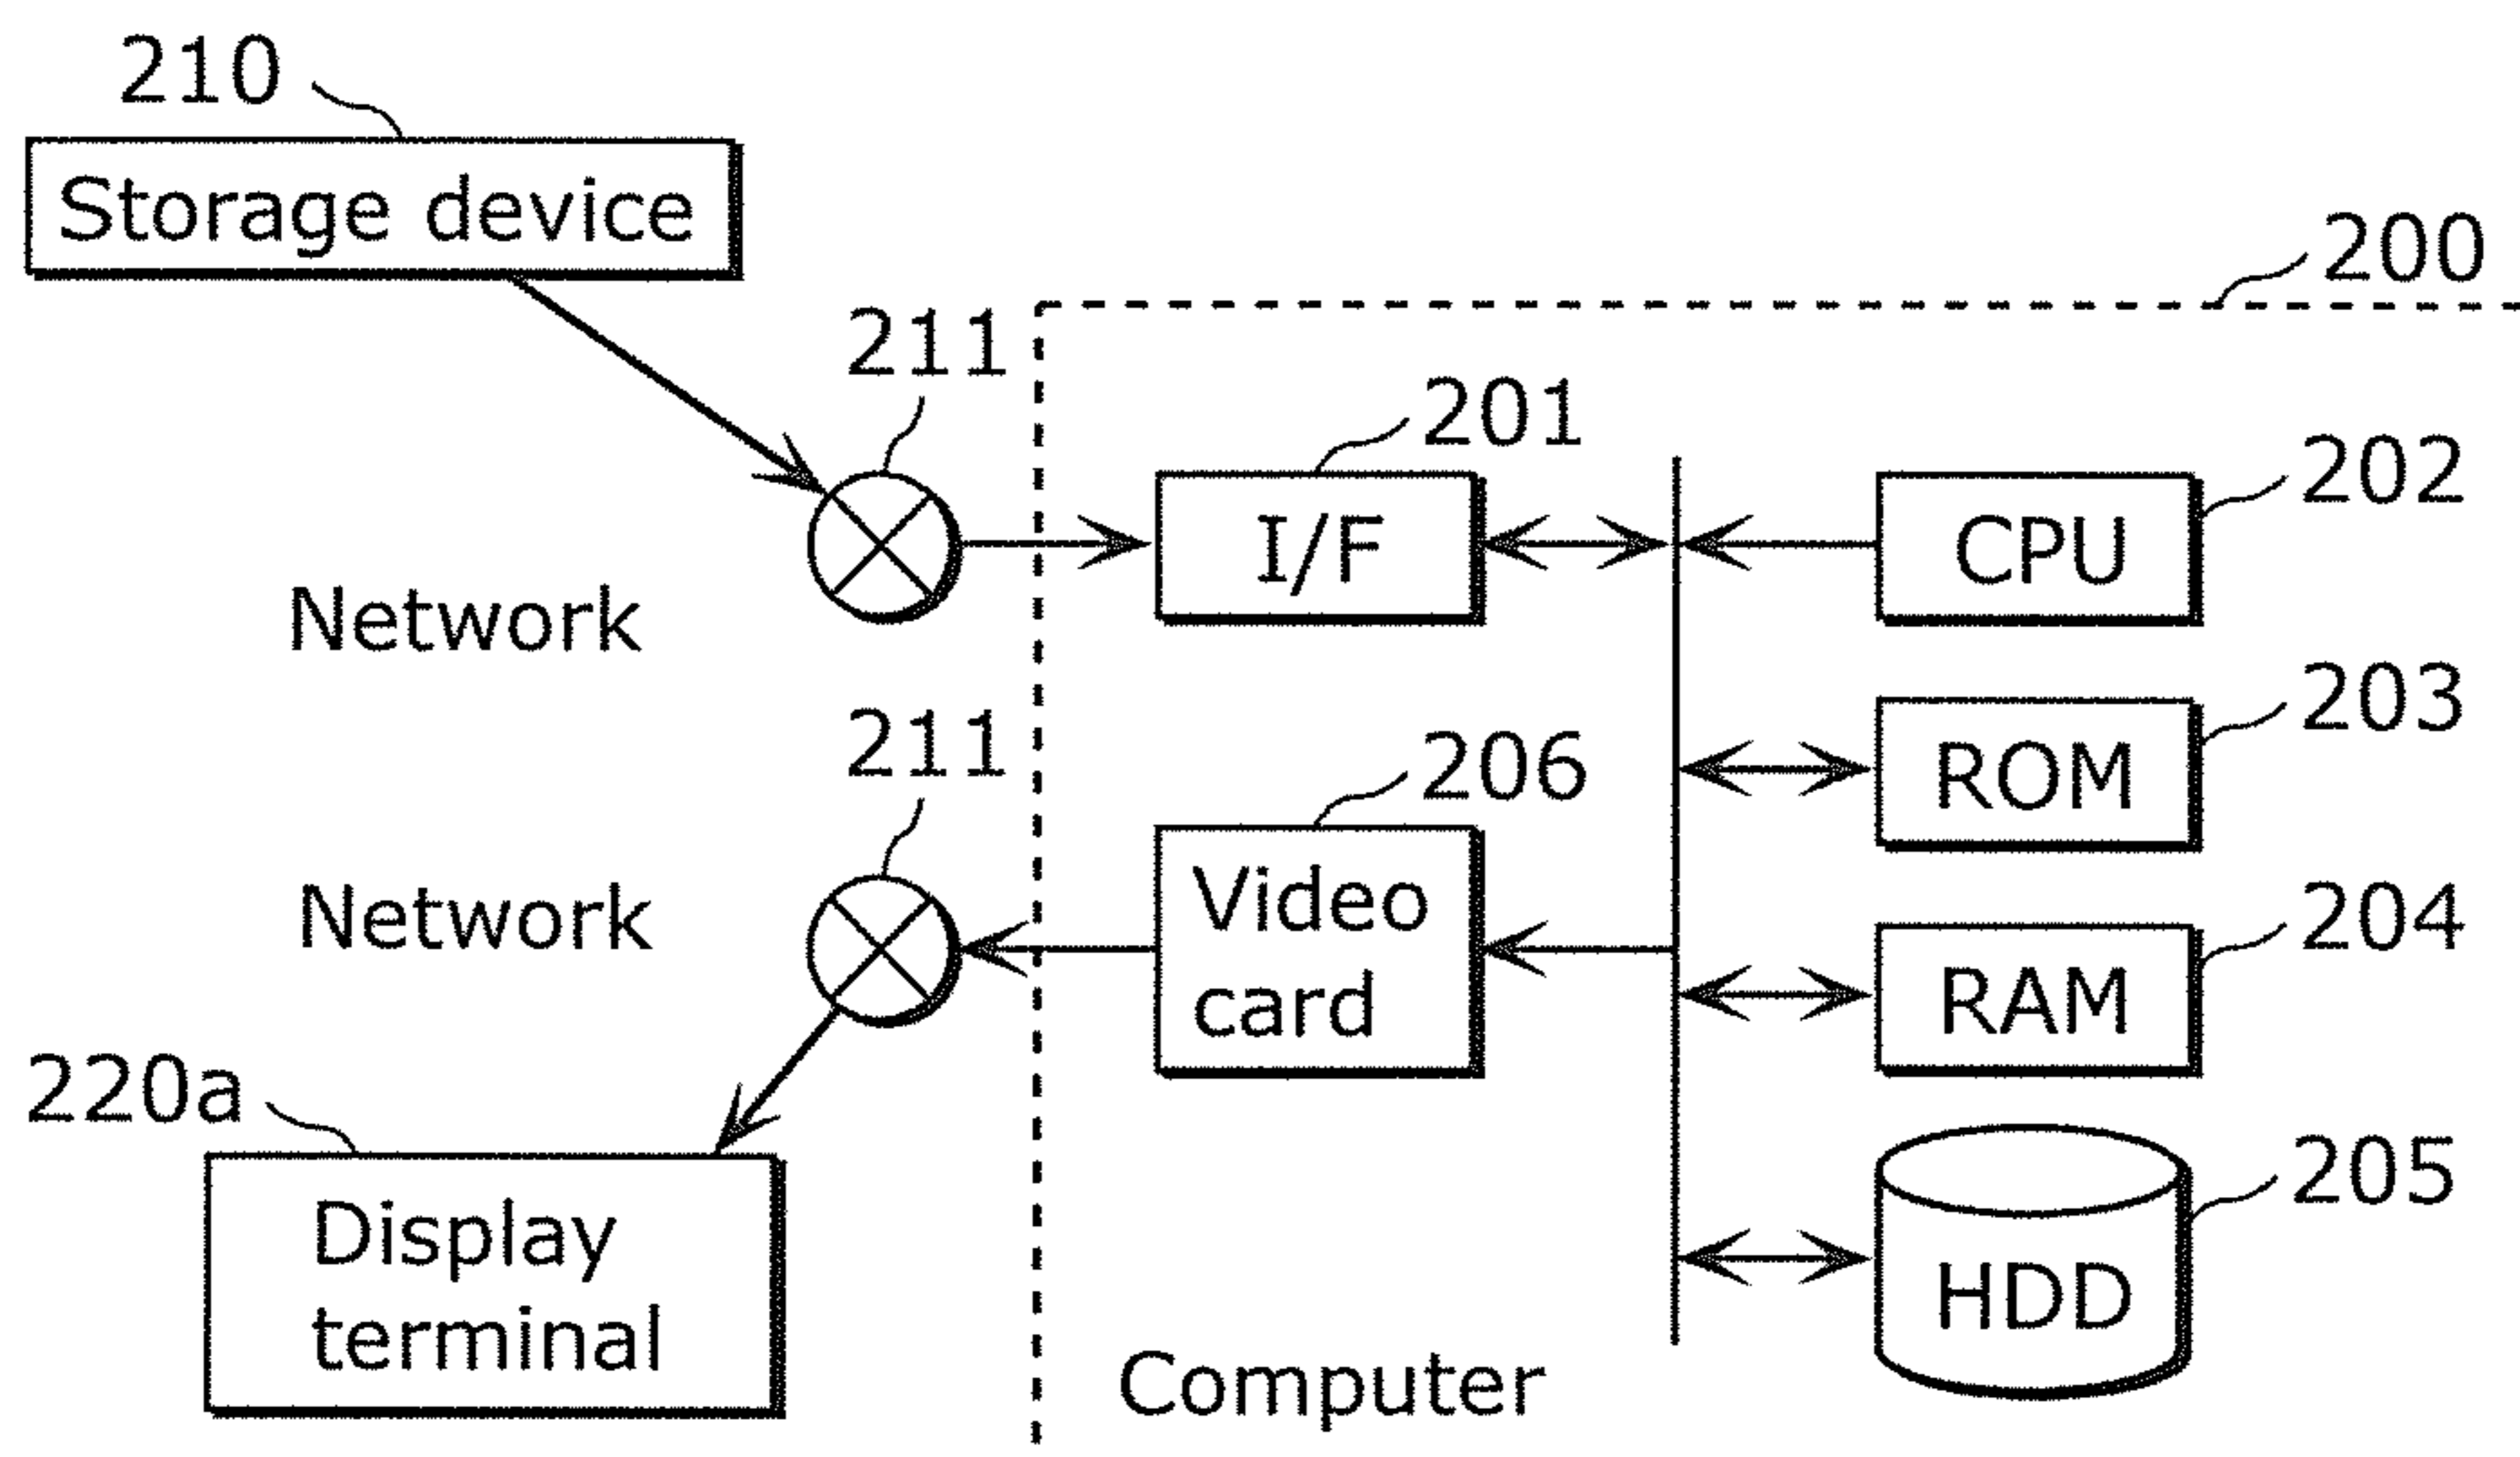 210
Storage device
200
211
201
202
I/F
CPU
Network
203
ROM
211
206
Network
Video
card
204
RAM
220a
Display
terminal
205
HDD
Computer